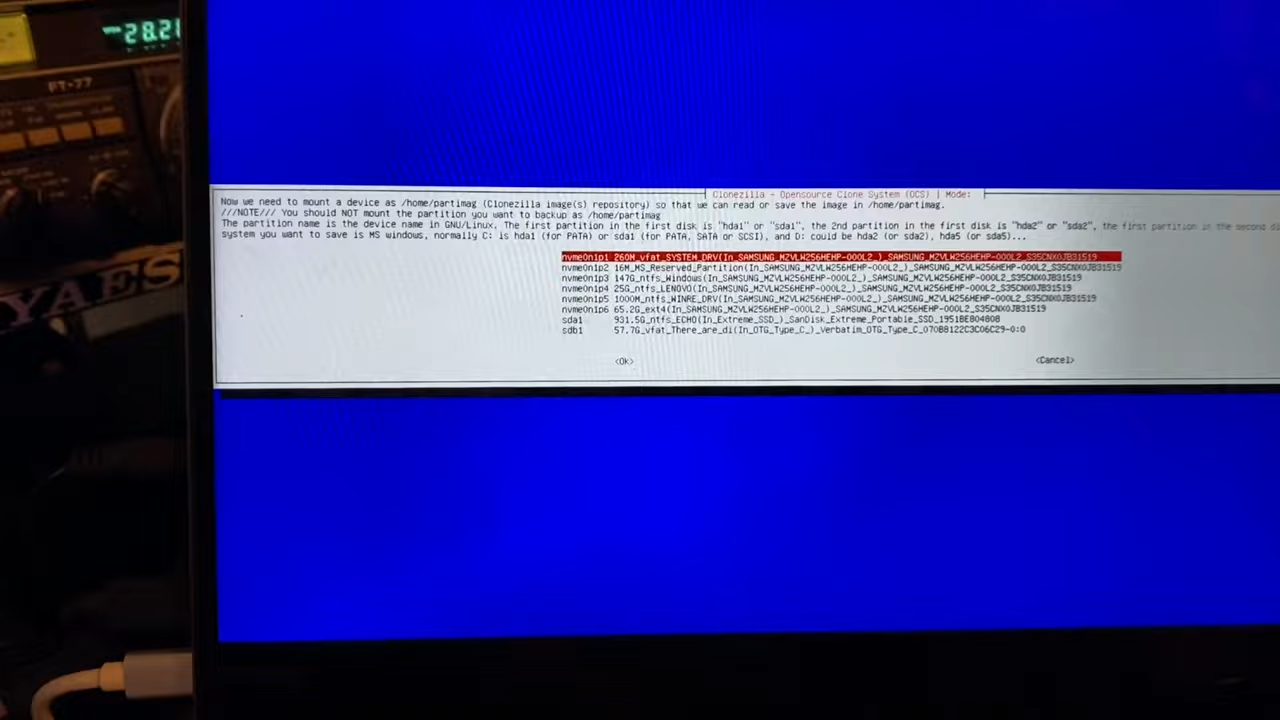 28.2
FT-77
YAES
Clonezilla - Opensource Clone System (OCS) | Mode:
Now we need to mount a device as /home/partimag (Clonezilla image(s) repository) so that we can read or save the image in /home/partimag.
///NOTE/// You should NOT mount the partition you want to backup as /home/partimag
The partition name is the device name in GNU/Linux. The first partition in the first disk is "hda1" or "sda1", the 2nd partition in the first disk is "hda2" or "sda2", the first partition in the second di
system you want to save is MS windows, normally C: is hda1 (for PATA) or sda1 (for PATA, SATA or SCSI), and D: could be hda2 (or sda2), hda5 (or sda5)...
nvme0n1p1 260M_vfat_SYSTEM_DRV(In_SAMSUNG_MZVLW256HEHP-000L2_)_SAMSUNG_MZVLW256HEHP-000L2_S35CNX0JB31519
nvme0n1p2 16M_MS_Reserved_Partition(In_SAMSUNG_MZVLW256HEHP-000L2_)_SAMSUNG_MZVLW256HEHP-000L2_S35CNX0JB31519
nvme0n1p3 147G_ntfs_Windows(In_SAMSUNG_MZVLW256HEHP-000L2_)_SAMSUNG_MZVLW256HEHP-000L2_S35CNX0JB31519
nvme0n1p4 25G_ntfs_LENOVO(In_SAMSUNG_MZVLW256HEHP-000L2_)_SAMSUNG_MZVLW256HEHP-000L2_S35CNX0JB31519
nvme0n1p5 1000M_ntfs_WINRE_DRV(In_SAMSUNG_MZVLW256HEHP-000L2_)_SAMSUNG_MZVLW256HEHP-000L2_S35CNX0JB31519
nvme0n1p6 65.2G_ext4(In_SAMSUNG_MZVLW256HEHP-000L2_)_SAMSUNG_MZVLW256HEHP-000L2_S35CNX0JB31519
sda1 931.5G_ntfs_ECHO(In_Extreme_SSD_)_SanDisk_Extreme_Portable_SSD_1951BE804808
sdb1 57.7G_vfat_There_are_di(In_OTG_Type_C_)_Verbatim_OTG_Type_C_070B8122C3C06C29-0:0
<Ok> <Cancel>